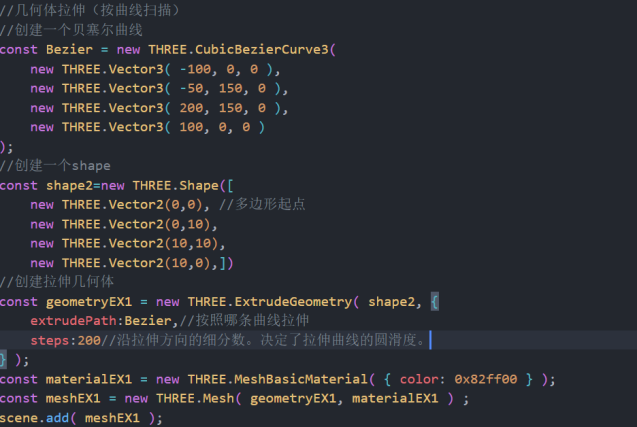 //几何体拉伸（按曲线扫描）
//创建一个贝塞尔曲线
const Bezier = new THREE.CubicBezierCurve3(
    new THREE.Vector3( -100, 0, 0 ),
    new THREE.Vector3( -50, 150, 0 ),
    new THREE.Vector3( 200, 150, 0 ),
    new THREE.Vector3( 100, 0, 0 )
);
//创建一个shape
const shape2=new THREE.Shape([
    new THREE.Vector2(0,0), //多边形起点
    new THREE.Vector2(0,10),
    new THREE.Vector2(10,10),
    new THREE.Vector2(10,0),])
//创建拉伸几何体
const geometryEX1 = new THREE.ExtrudeGeometry( shape2, {
    extrudePath:Bezier,//按照哪条曲线拉伸
    steps:200//沿拉伸方向的细分数。决定了拉伸曲线的圆滑度。
} );
const materialEX1 = new THREE.MeshBasicMaterial( { color: 0x82ff00 } );
const meshEX1 = new THREE.Mesh( geometryEX1, materialEX1 ) ;
scene.add( meshEX1 );